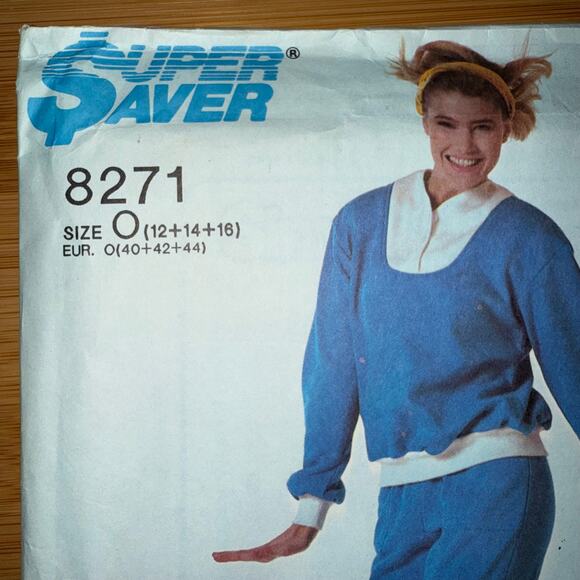 SUPER®
SAVER
8271
SIZE O (12+14+16)
EUR. O(40+42+44)